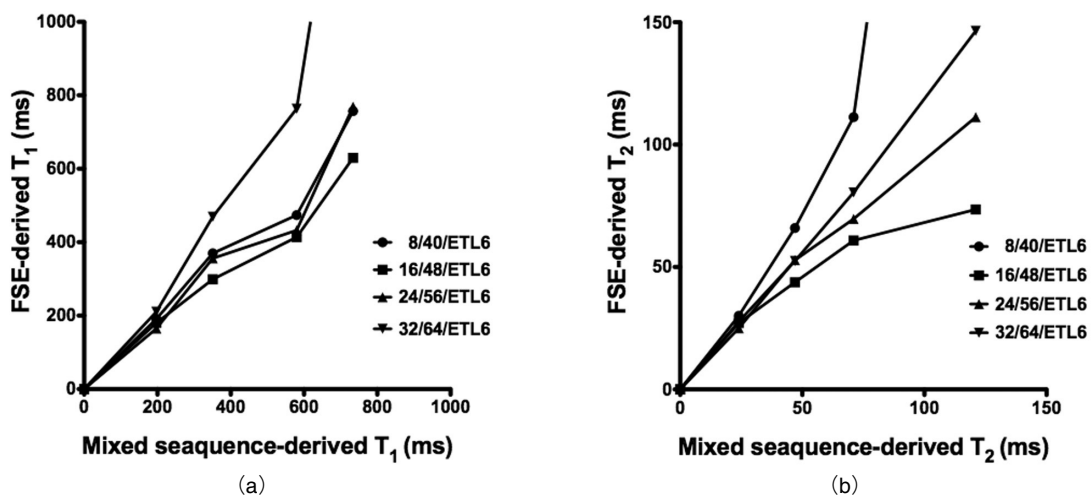 1000
800
600
400
200
0
FSE-derived T1 (ms)
0 200 400 600 800 1000
Mixed seaquence-derived T1 (ms)
8/40/ETL6
16/48/ETL6
24/56/ETL6
32/64/ETL6
(a)
150
100
50
0
FSE-derived T2 (ms)
0 50 100 150
Mixed seaquence-derived T2 (ms)
8/40/ETL6
16/48/ETL6
24/56/ETL6
32/64/ETL6
(b)